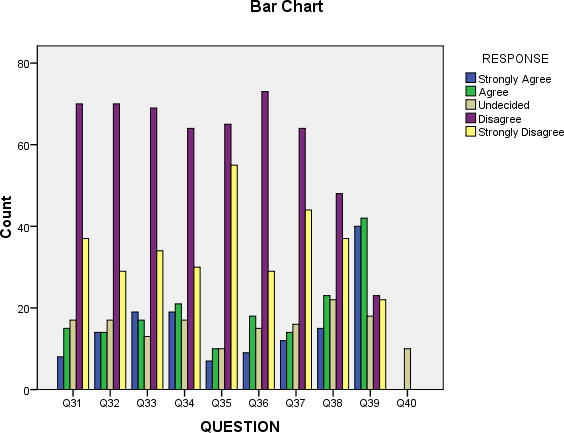 Bar Chart
RESPONSE
Strongly Agree
Agree
Undecided
Disagree
Strongly Disagree
Count
80
60
40
20
0
Q31 Q32 Q33 Q34 Q35 Q36 Q37 Q38 Q39 Q40
QUESTION